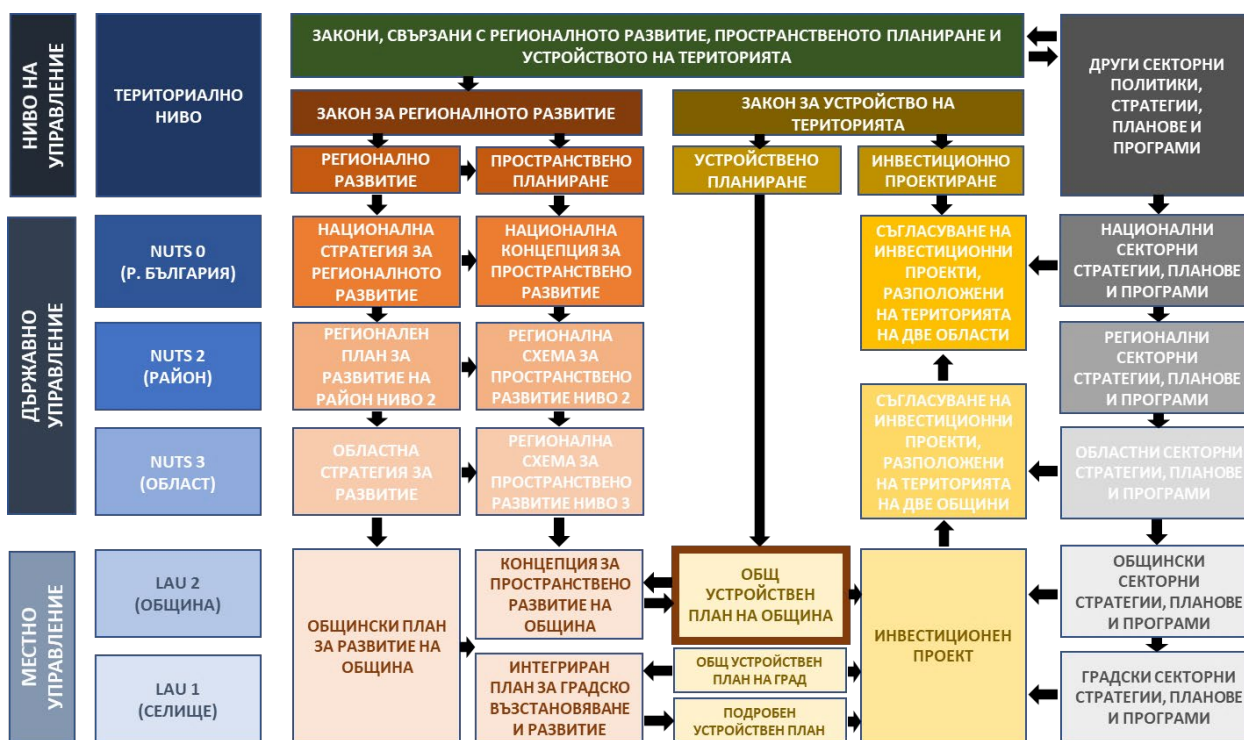 НИВО НА
УПРАВЛЕНИЕ
ТЕРИТОРИАЛНО
НИВО
ЗАКОНИ, СВЪРЗАНИ С РЕГИОНАЛНОТО РАЗВИТИЕ, ПРОСТРАНСТВЕНОТО ПЛАНИРАНЕ И
УСТРОЙСТВОТО НА ТЕРИТОРИЯТА
ДРУГИ СЕКТОРНИ
ПОЛИТИКИ,
СТРАТЕГИИ,
ПЛАНОВЕ И
ПРОГРАМИ
ЗАКОН ЗА РЕГИОНАЛНОТО РАЗВИТИЕ
ЗАКОН ЗА УСТРОЙСТВО НА
ТЕРИТОРИЯТА
РЕГИОНАЛНО
РАЗВИТИЕ
ПРОСТРАНСТВЕНО
ПЛАНИРАНЕ
УСТРОЙСТВЕНО
ПЛАНИРАНЕ
ИНВЕСТИЦИОННО
ПРОЕКТИРАНЕ
ДЪРЖАВНО
УПРАВЛЕНИЕ
NUTS 0
(Р. БЪЛГАРИЯ)
НАЦИОНАЛНА
СТРАТЕГИЯ ЗА
РЕГИОНАЛНОТО
РАЗВИТИЕ
НАЦИОНАЛНА
КОНЦЕПЦИЯ ЗА
ПРОСТРАНСТВЕНО
РАЗВИТИЕ
СЪГЛАСУВАНЕ НА
ИНВЕСТИЦИОННИ
ПРОЕКТИ,
РАЗПОЛОЖЕНИ
НА ТЕРИТОРИЯТА
НА ДВЕ ОБЛАСТИ
НАЦИОНАЛНИ
СЕКТОРНИ
СТРАТЕГИИ, ПЛАНОВЕ
И ПРОГРАМИ
NUTS 2
(РАЙОН)
РЕГИОНАЛЕН
ПЛАН ЗА
РАЗВИТИЕ НА
РАЙОН НИВО 2
РЕГИОНАЛНА
СХЕМА ЗА
ПРОСТРАНСТВЕНО
РАЗВИТИЕ НИВО 2
РЕГИОНАЛНИ
СЕКТОРНИ
СТРАТЕГИИ, ПЛАНОВЕ
И ПРОГРАМИ
NUTS 3
(ОБЛАСТ)
ОБЛАСТНА
СТРАТЕГИЯ ЗА
РАЗВИТИЕ
РЕГИОНАЛНА
СХЕМА ЗА
ПРОСТРАНСТВЕНО
РАЗВИТИЕ НИВО 3
СЪГЛАСУВАНЕ НА
ИНВЕСТИЦИОННИ
ПРОЕКТИ,
РАЗПОЛОЖЕНИ
НА ТЕРИТОРИЯТА
НА ДВЕ ОБЩИНИ
ОБЛАСТНИ СЕКТОРНИ
СТРАТЕГИИ, ПЛАНОВЕ
И ПРОГРАМИ
МЕСТНО
УПРАВЛЕНИЕ
LAU 2
(ОБЩИНА)
ОБЩИНСКИ ПЛАН
ЗА РАЗВИТИЕ НА
ОБЩИНА
КОНЦЕПЦИЯ ЗА
ПРОСТРАНСТВЕНО
РАЗВИТИЕ НА
ОБЩИНА
ОБЩ
УСТРОЙСТВЕН
ПЛАН НА ОБЩИНА
ИНВЕСТИЦИОНЕН
ПРОЕКТ
ОБЩИНСКИ
СЕКТОРНИ
СТРАТЕГИИ, ПЛАНОВЕ
И ПРОГРАМИ
LAU 1
(СЕЛИЩЕ)
ИНТЕГРИРАН
ПЛАН ЗА ГРАДСКО
ВЪЗСТАНОВЯВАНЕ
И РАЗВИТИЕ
ОБЩ УСТРОЙСТВЕН
ПЛАН НА ГРАД
ПОДРОБЕН
УСТРОЙСТВЕН ПЛАН
ГРАДСКИ СЕКТОРНИ
СТРАТЕГИИ, ПЛАНОВЕ
И ПРОГРАМИ